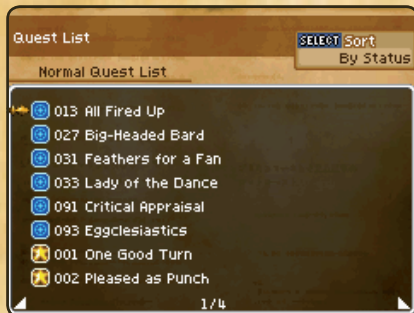 Quest List
SELECT Sort
By Status
Normal Quest List
013 All Fired Up
027 Big-Headed Bard
031 Feathers for a Fan
033 Lady of the Dance
091 Critical Appraisal
093 Eggclesiastics
001 One Good Turn
002 Pleased as Punch
1/4